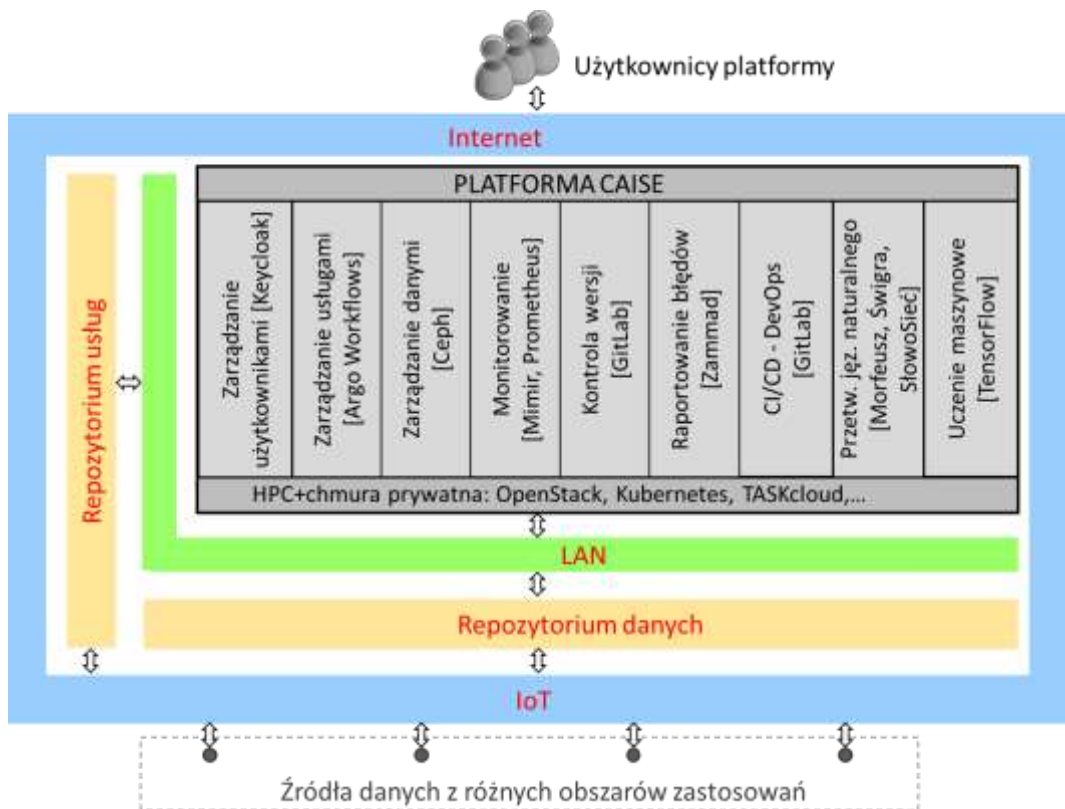 Użytkownicy platformy
Internet
PLATFORMA CAISE
Repozytorium usług
Zarządzanie
użytkownikami [Keycloak]
Zarządzanie usługami
[Argo Workflows]
Zarządzanie danymi
[Ceph]
Monitorowanie
[Mimir, Prometheus]
Kontrola wersji
[GitLab]
Raportowanie błędów
[Zammad]
CI/CD - DevOps
[GitLab]
Przetw. jęz. naturalnego
[Morfeusz, Świgra,
SłowoSieć]
Uczenie maszynowe
[TensorFlow]
HPC+chmura prywatna: OpenStack, Kubernetes, TASKcloud,...
LAN
Repozytorium danych
IoT
Źródła danych z różnych obszarów zastosowań